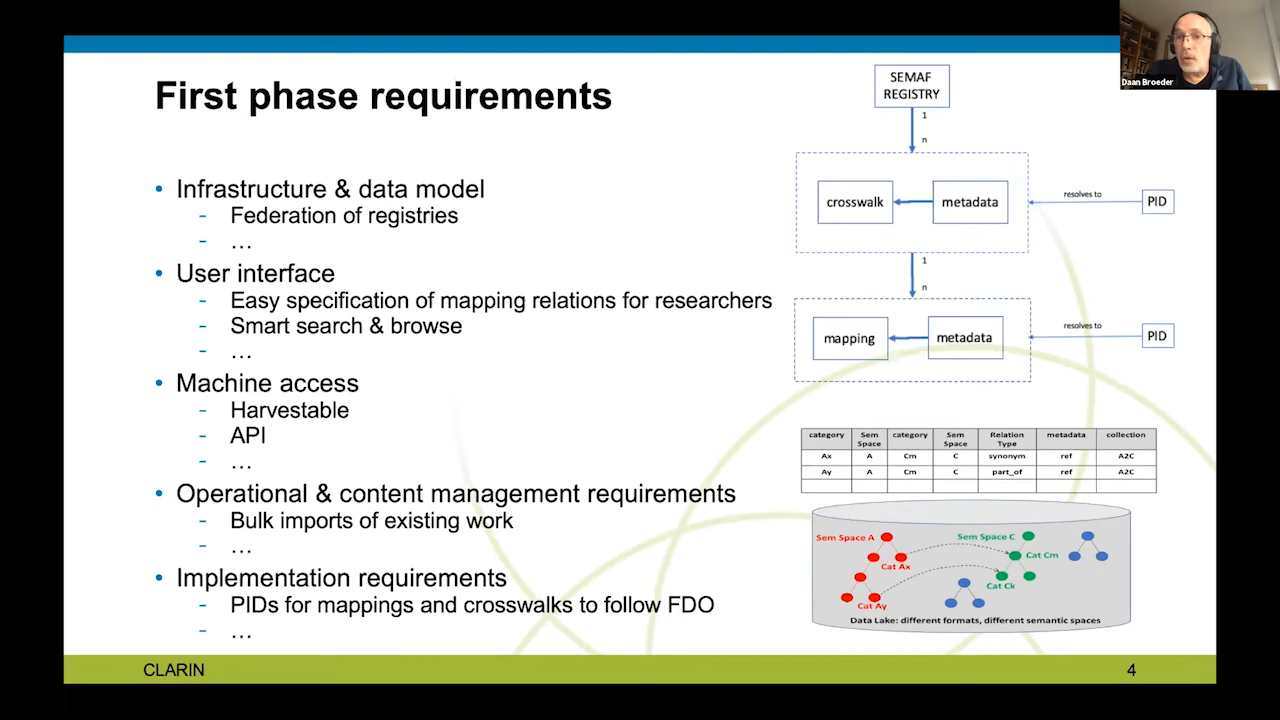 Daan Broeder
First phase requirements
• Infrastructure & data model
- Federation of registries
- …
• User interface
- Easy specification of mapping relations for researchers
- Smart search & browse
- …
• Machine access
- Harvestable
- API
- …
• Operational & content management requirements
- Bulk imports of existing work
- …
• Implementation requirements
- PIDs for mappings and crosswalks to follow FDO
- …
SEMAF
REGISTRY
1
n
crosswalk
metadata
resolves to
PID
1
n
mapping
metadata
resolves to
PID
category Sem Space category Sem Space Relation Type metadata collection
Ax A Cm C synonym ref A2C
Ay A Cm C part_of ref A2C
Sem Space A
Cat Ax
Cat Ay
Sem Space C
Cat Cm
Cat Ck
Data Lake: different formats, different semantic spaces
CLARIN
4